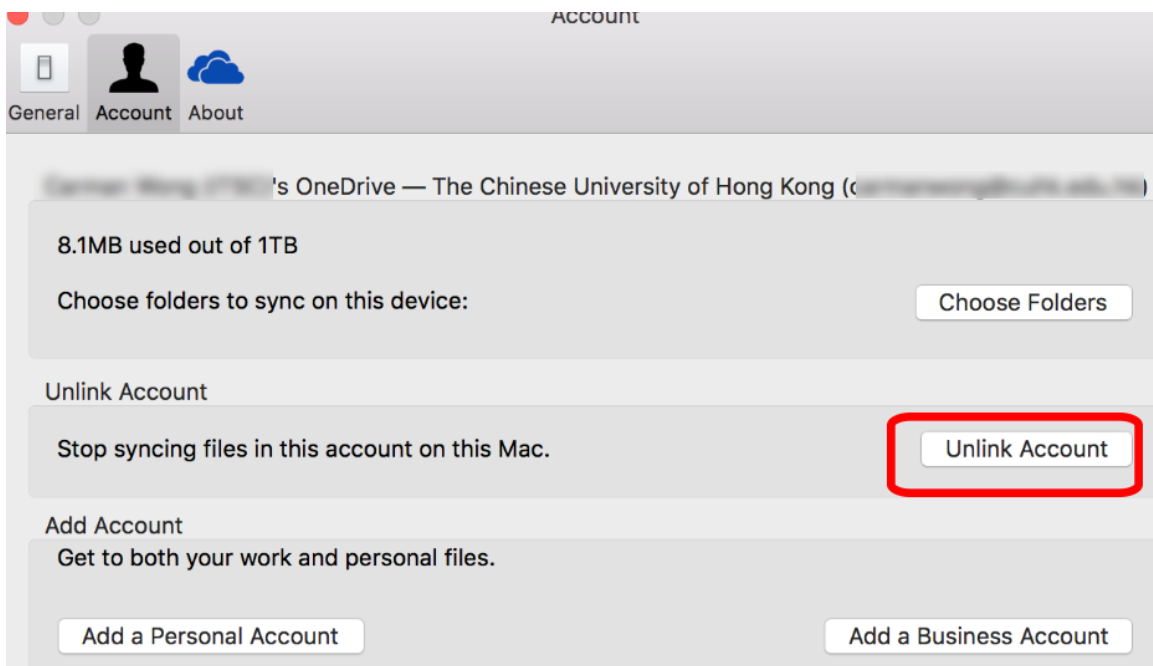 Account
General Account About
's OneDrive — The Chinese University of Hong Kong (c )
8.1MB used out of 1TB
Choose folders to sync on this device:
Choose Folders
Unlink Account
Stop syncing files in this account on this Mac.
Unlink Account
Add Account
Get to both your work and personal files.
Add a Personal Account
Add a Business Account